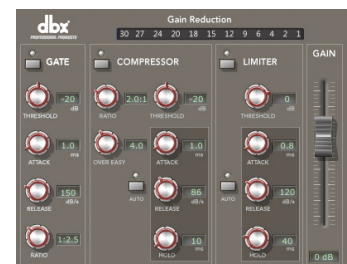 dbx
PROFESSIONAL PRODUCTS
Gain Reduction
30 27 24 20 18 15 12 9 6 4 2 1
GATE
COMPRESSOR
LIMITER
GAIN
-20
dB
THRESHOLD
2.0:1
RATIO
-20
dB
THRESHOLD
0
dB
THRESHOLD
1.0
ms
ATTACK
4.0
OVER EASY
1.0
ms
ATTACK
0.8
ms
ATTACK
150
dB/s
RELEASE
AUTO
86
dB/s
RELEASE
AUTO
120
dB/s
RELEASE
1:2.5
RATIO
10
ms
HOLD
40
ms
HOLD
0 dB